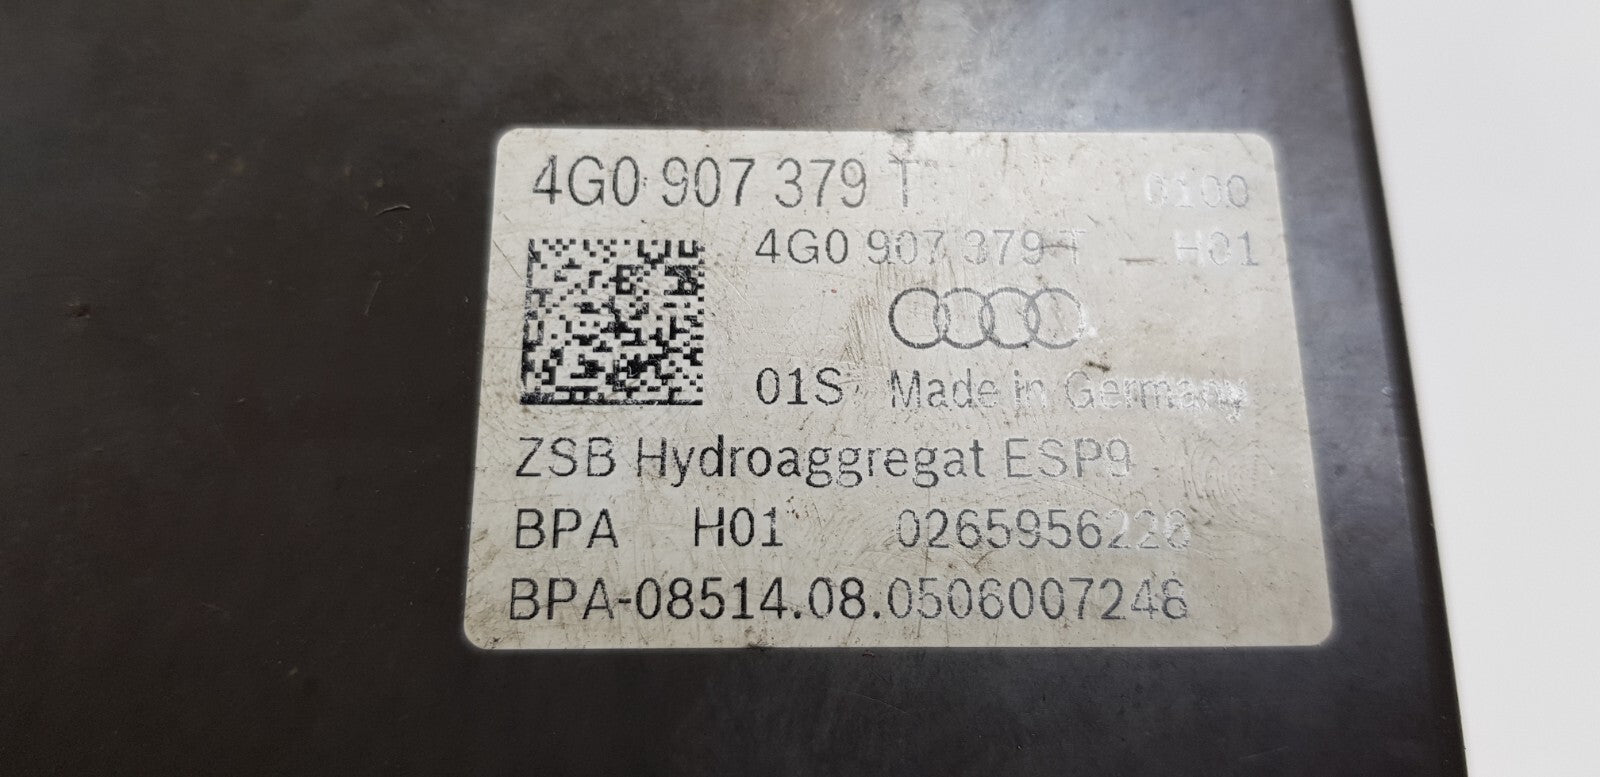 4G0 907 379 T 0100
4G0 907 379 T _ H01
01S Made in Germany
ZSB Hydroaggregat ESP9
BPA H01 0265956226
BPA-08514.08.0506007246